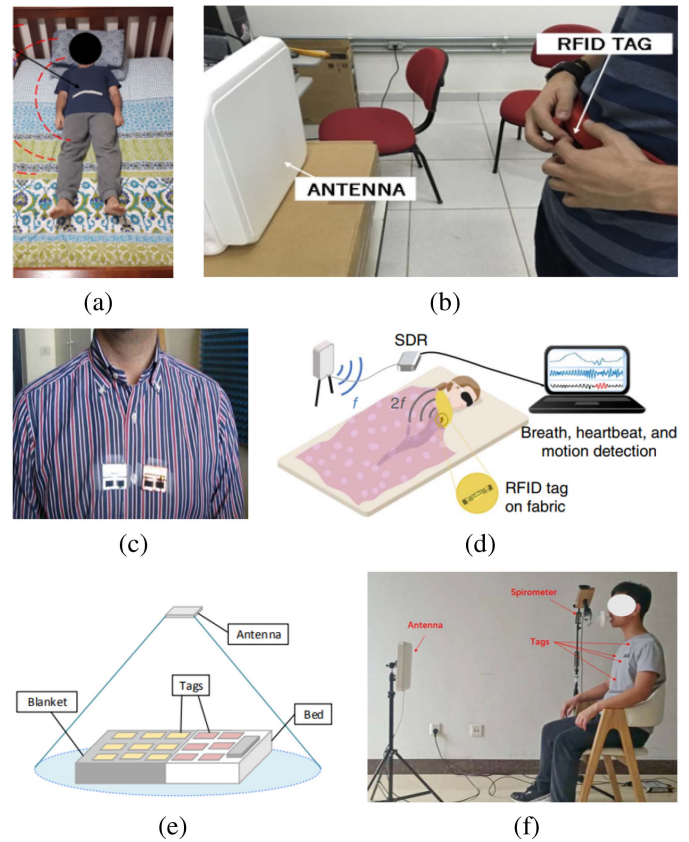 (a)
RFID TAG
ANTENNA
(b)
(c)
SDR
f
2f
Breath, heartbeat, and
motion detection
RFID tag
on fabric
(d)
Antenna
Tags
Blanket
Bed
(e)
Spirometer
Antenna
Tags
(f)